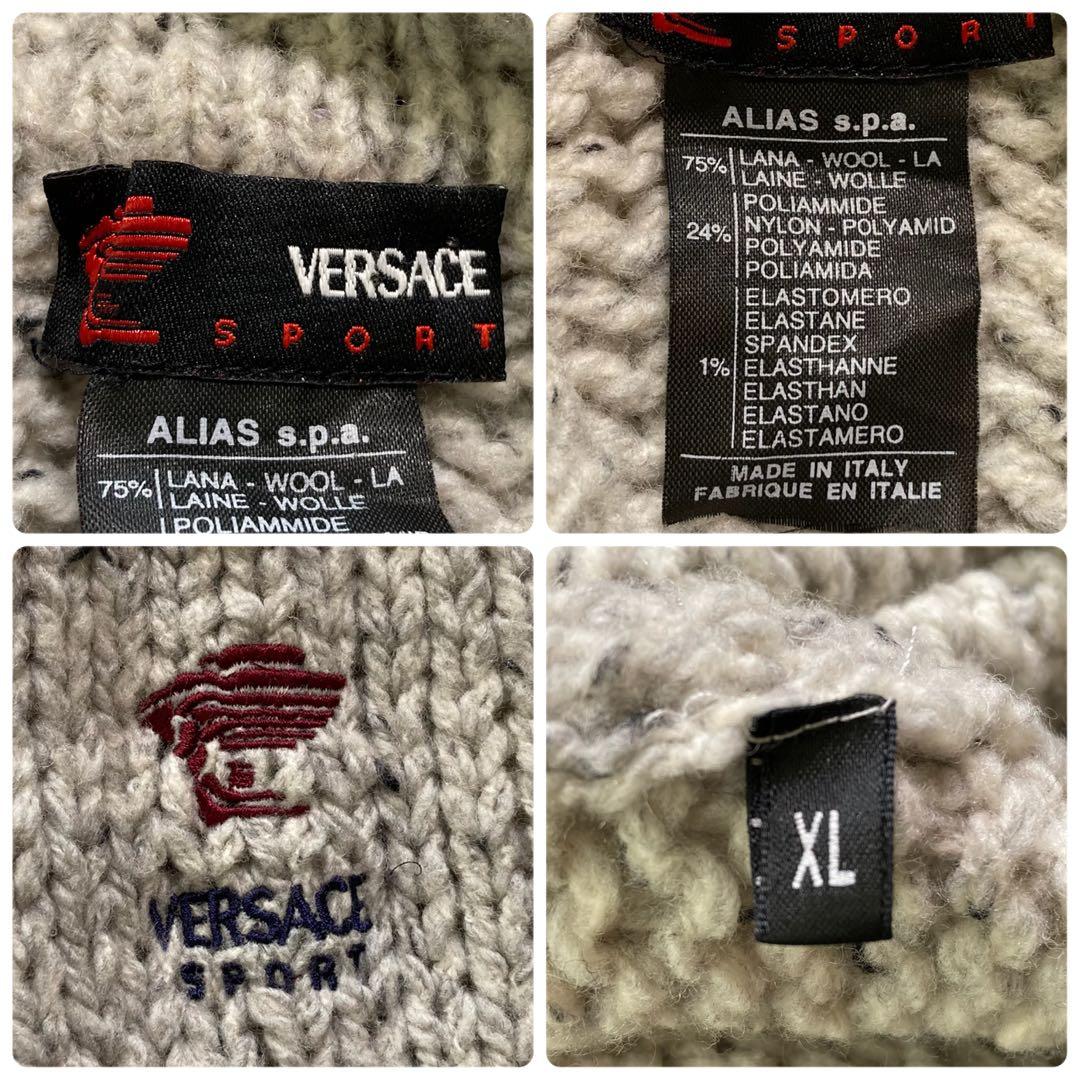 VERSACE
SPORT
ALIAS s.p.a.
75% LANA - WOOL - LA
LAINE - WOLLE
POLIAMMIDE
SPORT
ALIAS s.p.a.
75% LANA - WOOL - LA
LAINE - WOLLE
POLIAMMIDE
24% NYLON - POLYAMID
POLYAMIDE
POLIAMIDA
ELASTOMERO
ELASTANE
SPANDEX
1% ELASTHANNE
ELASTHAN
ELASTANO
ELASTAMERO
MADE IN ITALY
FABRIQUE EN ITALIE
VERSACE
SPORT
XL